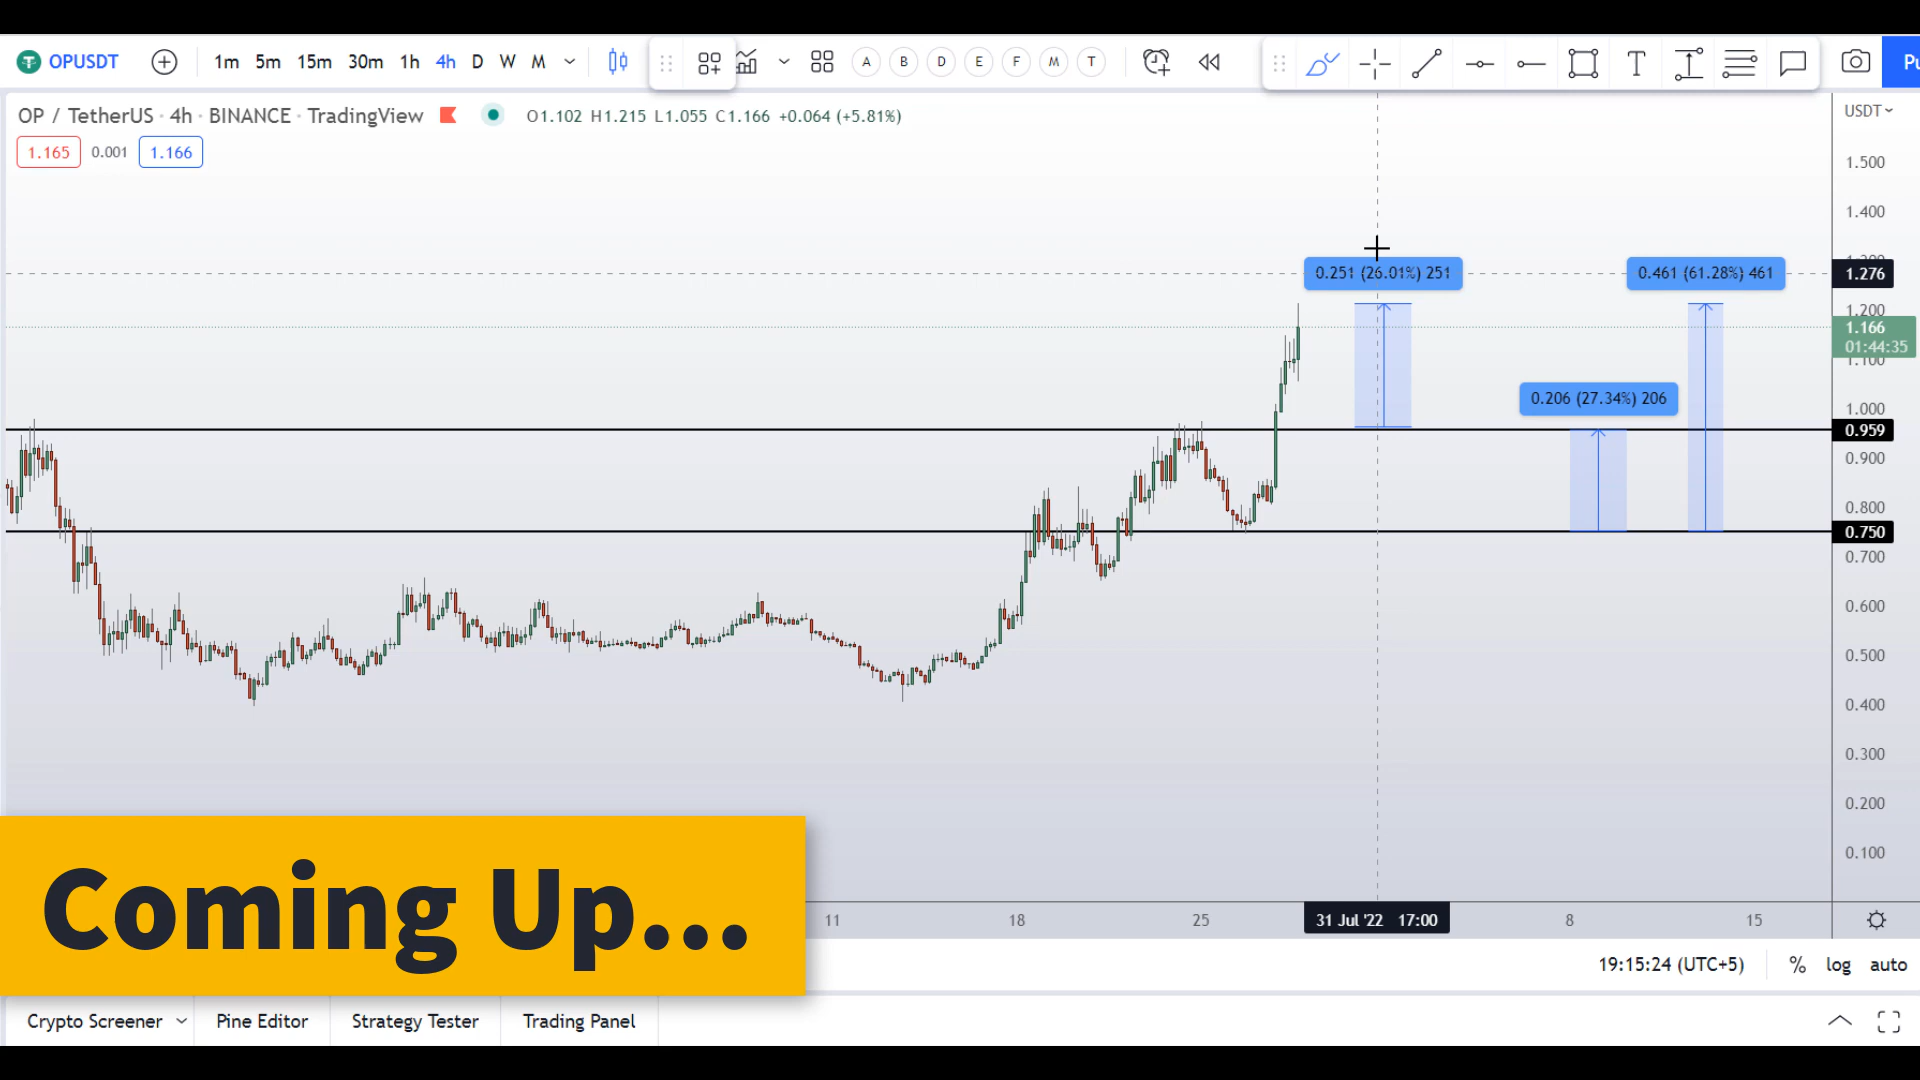 OPUSDT 1m 5m 15m 30m 1h 4h D W M A B D E F M T T Pu
OP / TetherUS · 4h · BINANCE · TradingView O1.102 H1.215 L1.055 C1.166 +0.064 (+5.81%) USDT
1.165 0.001 1.166
1.500
1.400
0.251 (26.01%) 251 0.461 (61.28%) 461 1.276
1.200
1.166
01:44:35
1.100
0.206 (27.34%) 206
1.000
0.959
0.900
0.800
0.750
0.700
0.600
0.500
0.400
0.300
0.200
0.100
Coming Up...
11 18 25 31 Jul '22 17:00 8 15
19:15:24 (UTC+5) % log auto
Crypto Screener Pine Editor Strategy Tester Trading Panel